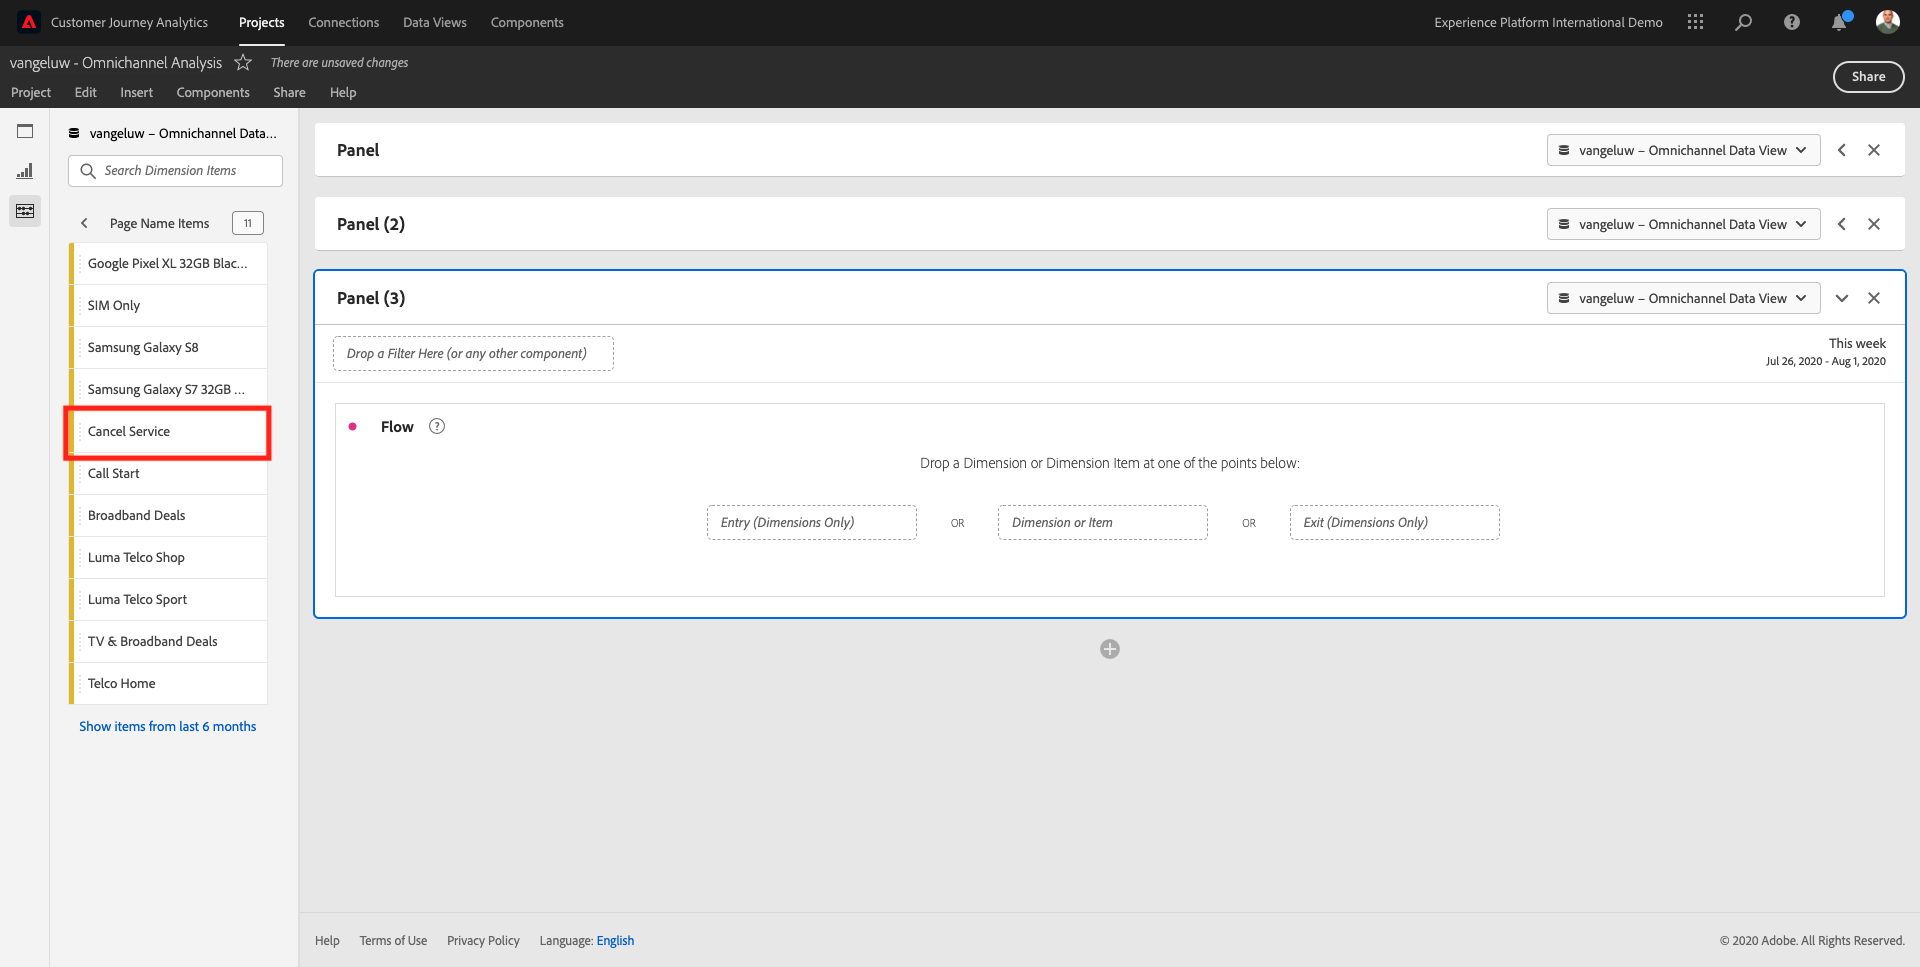 Customer Journey Analytics Projects Connections Data Views Components Experience Platform International Demo
vangeluw - Omnichannel Analysis There are unsaved changes
Project Edit Insert Components Share Help Share
vangeluw – Omnichannel Data...
Search Dimension Items
Page Name Items 11
Google Pixel XL 32GB Blac...
SIM Only
Samsung Galaxy S8
Samsung Galaxy S7 32GB ...
Cancel Service
Call Start
Broadband Deals
Luma Telco Shop
Luma Telco Sport
TV & Broadband Deals
Telco Home
Show items from last 6 months
Panel vangeluw – Omnichannel Data View
Panel (2) vangeluw – Omnichannel Data View
Panel (3) vangeluw – Omnichannel Data View
Drop a Filter Here (or any other component) This week
Jul 26, 2020 - Aug 1, 2020
Flow ?
Drop a Dimension or Dimension Item at one of the points below:
Entry (Dimensions Only) OR Dimension or Item OR Exit (Dimensions Only)
Help Terms of Use Privacy Policy Language: English © 2020 Adobe. All Rights Reserved.